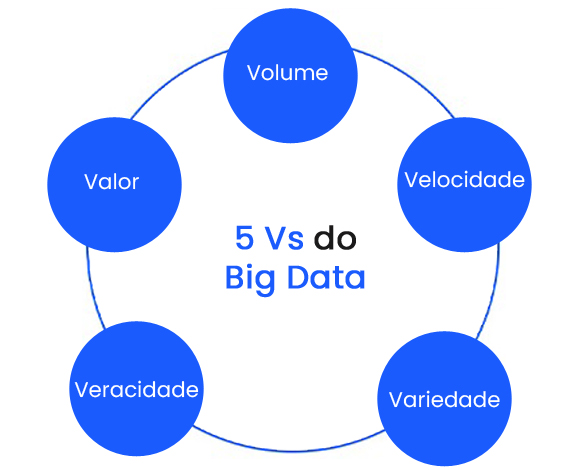 Volume
Valor
Velocidade
5 Vs do
Big Data
Veracidade
Variedade